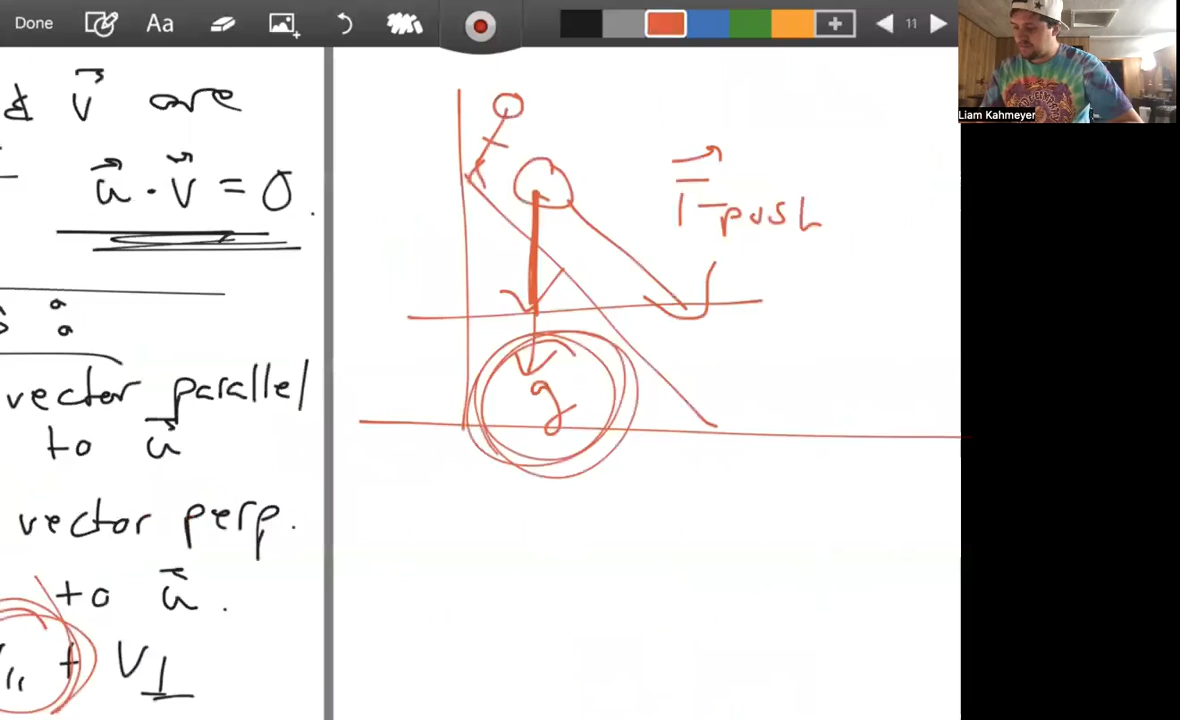 Done
Aa
11
Liam Kahmeyer
& v⃗ are
u⃗ · v⃗ = 0.
vector parallel
to u⃗
vector perp.
to u⃗.
+ V⊥
F⃗push
g